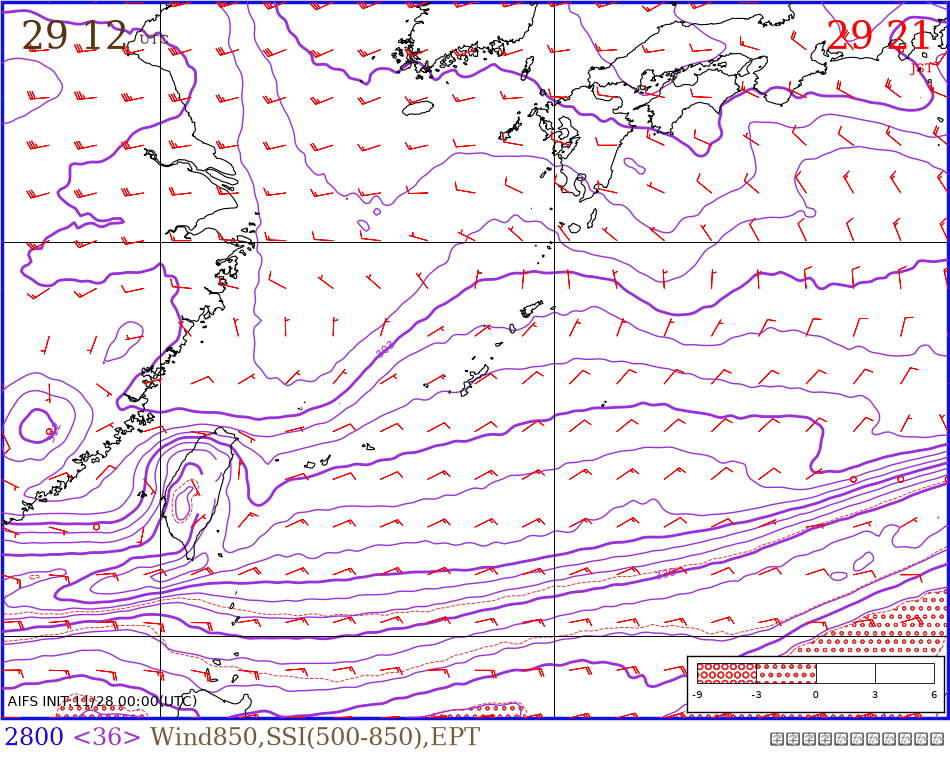 29 12 UTC
29 21
JST
303
AIFS INIT:11/28 00:00(UTC)
-9 -3 0 3 6
2800 <36> Wind850,SSI(500-850),EPT